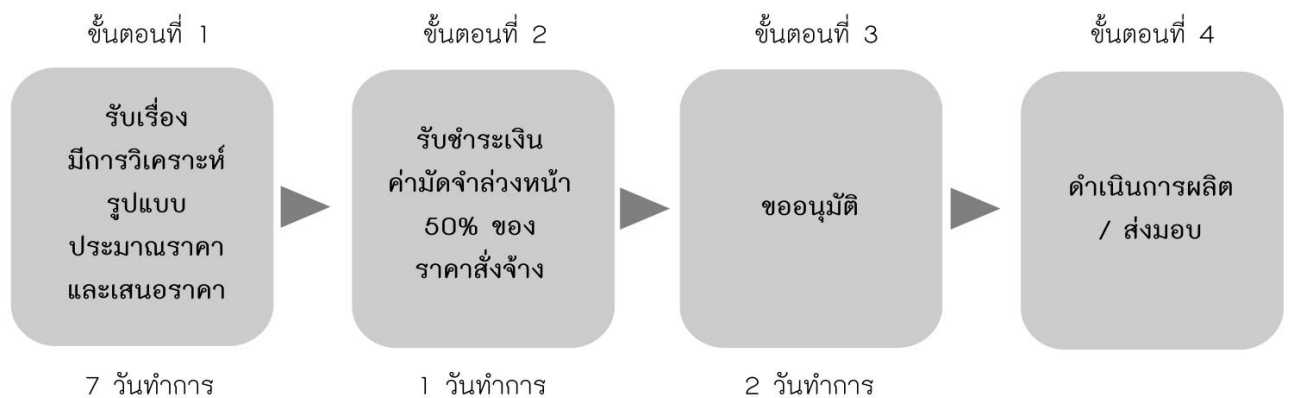 ขั้นตอนที่ 1
รับเรื่อง
มีการวิเคราะห์
รูปแบบ
ประมาณราคา
และเสนอราคา
7 วันทำการ
ขั้นตอนที่ 2
รับชำระเงิน
ค่ามัดจำล่วงหน้า
50% ของ
ราคาสั่งจ้าง
1 วันทำการ
ขั้นตอนที่ 3
ขออนุมัติ
2 วันทำการ
ขั้นตอนที่ 4
ดำเนินการผลิต
/ ส่งมอบ